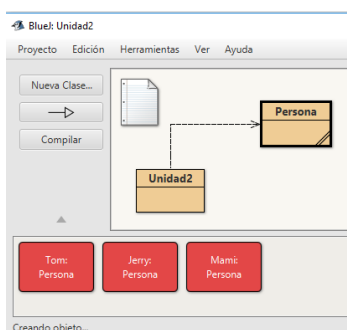 BlueJ: Unidad2
Proyecto Edición Herramientas Ver Ayuda
Nueva Clase...
Compilar
Persona
Unidad2
Tom:
Persona
Jerry:
Persona
Mami:
Persona
Creando objeto...